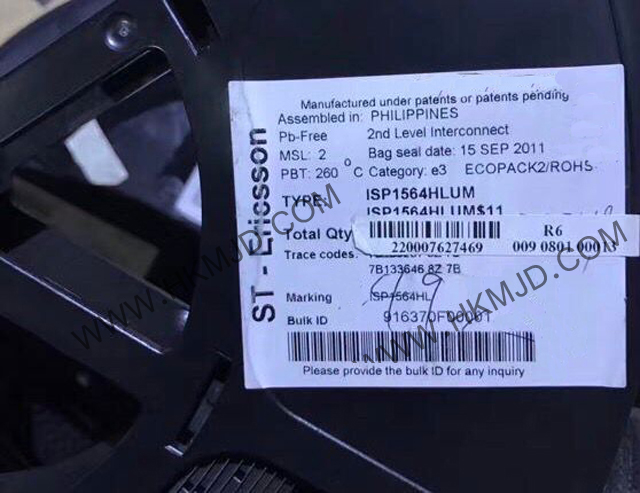 Manufactured under patents or patents pending
Assembled in: PHILIPPINES
Pb-Free 2nd Level Interconnect
MSL: 2 Bag seal date: 15 SEP 2011
PBT: 260 °C Category: e3 ECOPACK2/ROHS
TYPE: ISP1564HLUM
ISP1564HLUM$11
Total Qty
R6
220007627469 009 0801 00013
Trace codes:
7B133646 8Z 7B
Marking ISP1564HL
Bulk ID 916370F00001
Please provide the bulk ID for any inquiry
ST - Ericsson
WWW.HKMJD.COM
WWW.HKMJD.COM